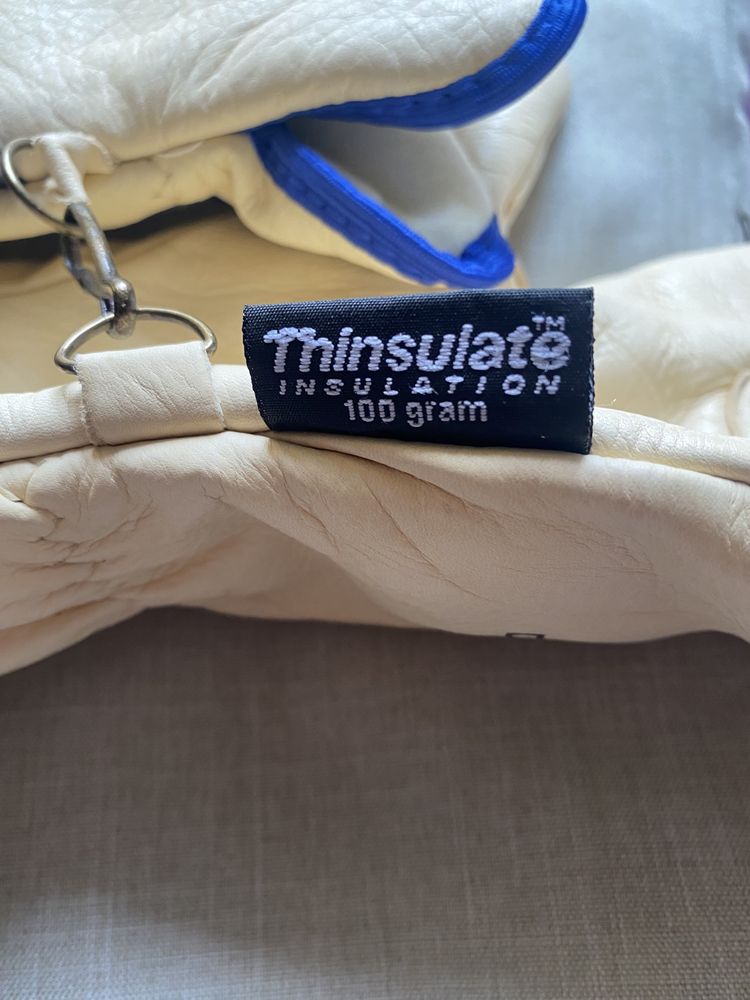 Thinsulate™
INSULATION
100 gram